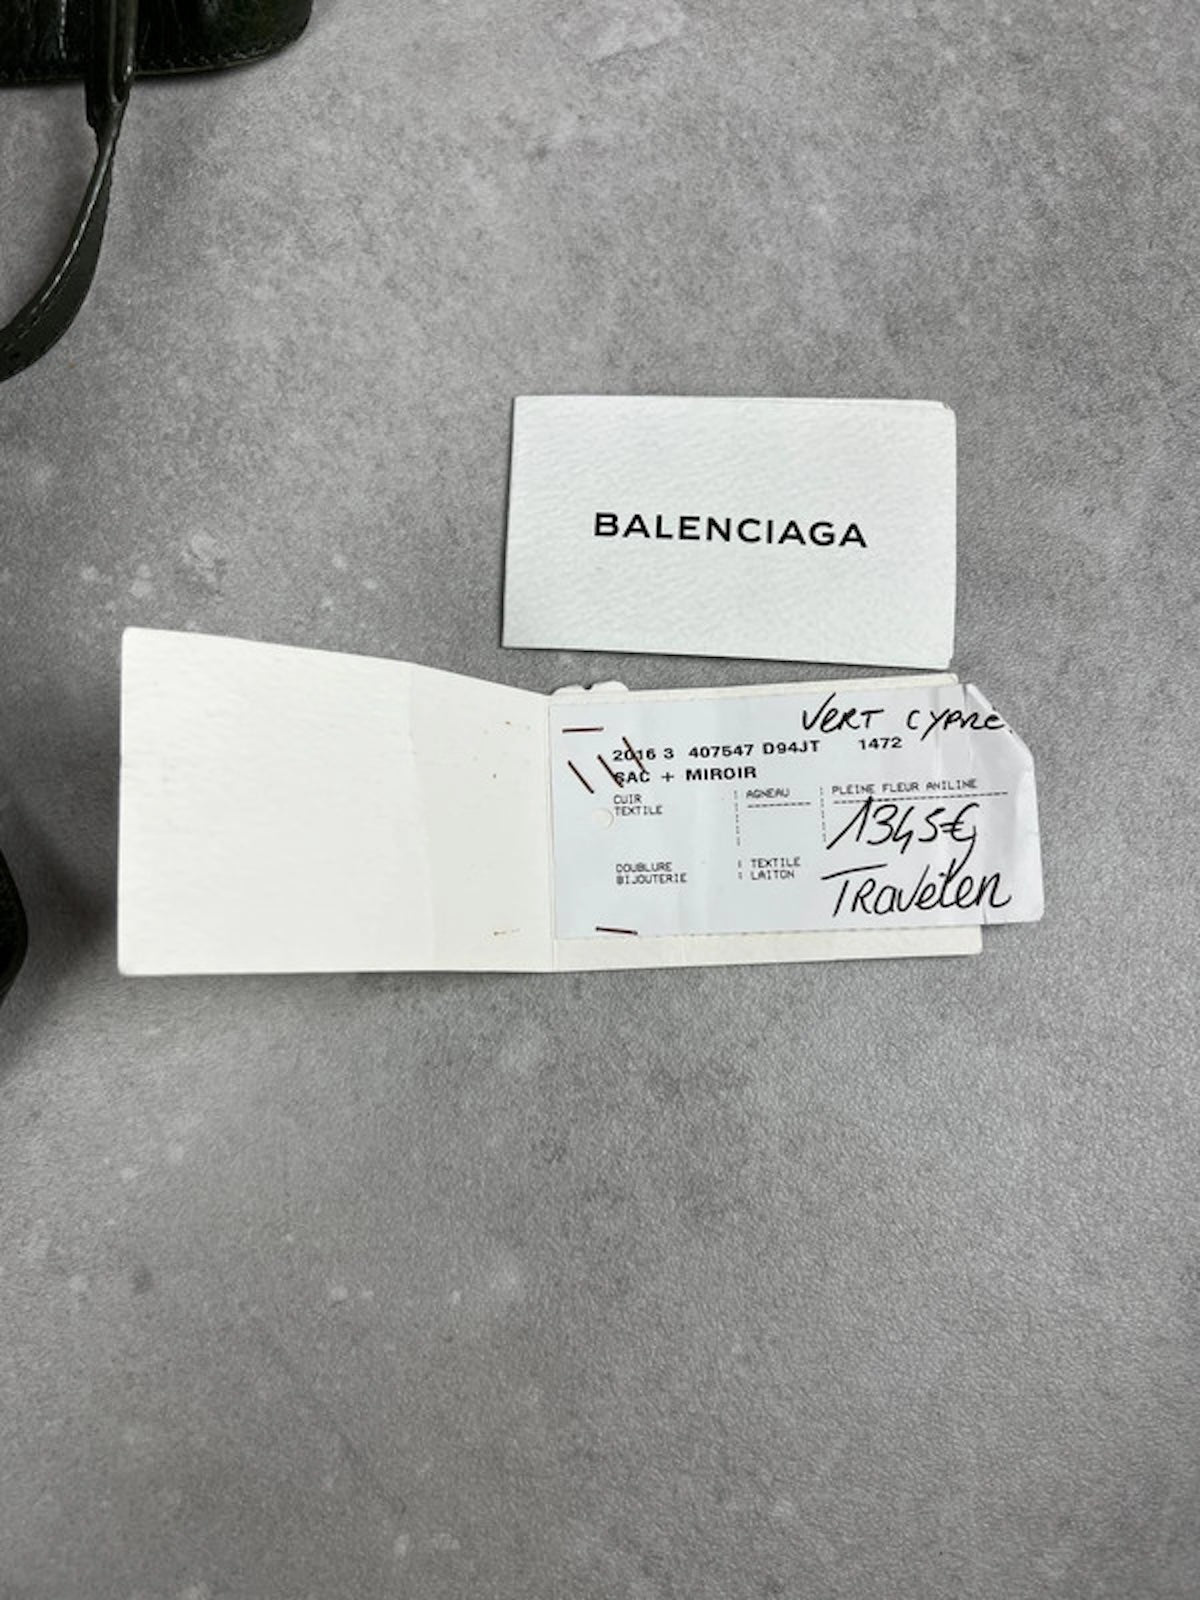 BALENCIAGA
VERT CYPRE
2016 3 407547 D94JT 1472
SAC + MIROIR
CUIR AGNEAU PLEINE FLEUR ANILINE
TEXTILE
1345€
DOUBLURE TEXTILE
BIJOUTERIE LAITON